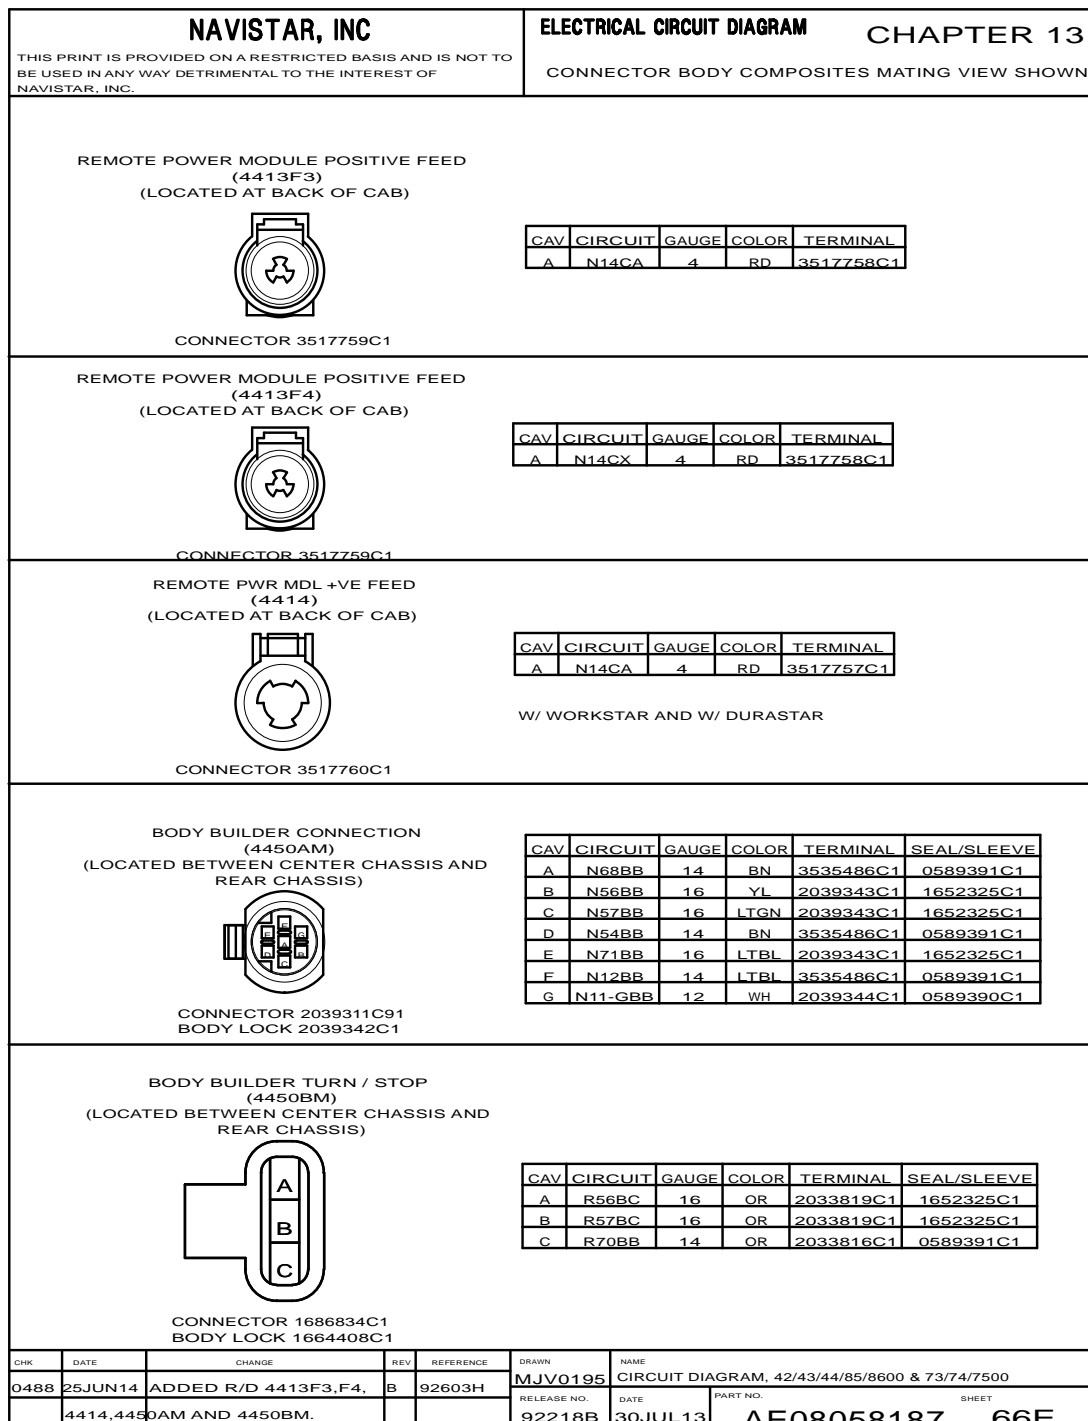 NAVISTAR, INC
THIS PRINT IS PROVIDED ON A RESTRICTED BASIS AND IS NOT TO
BE USED IN ANY WAY DETRIMENTAL TO THE INTEREST OF
NAVISTAR, INC.
ELECTRICAL CIRCUIT DIAGRAM CHAPTER 13
CONNECTOR BODY COMPOSITES MATING VIEW SHOWN
REMOTE POWER MODULE POSITIVE FEED
(4413F3)
(LOCATED AT BACK OF CAB)
CONNECTOR 3517759C1
CAV CIRCUIT GAUGE COLOR TERMINAL
A N14CA 4 RD 3517758C1
REMOTE POWER MODULE POSITIVE FEED
(4413F4)
(LOCATED AT BACK OF CAB)
CONNECTOR 3517759C1
CAV CIRCUIT GAUGE COLOR TERMINAL
A N14CX 4 RD 3517758C1
REMOTE PWR MDL +VE FEED
(4414)
(LOCATED AT BACK OF CAB)
CONNECTOR 3517760C1
CAV CIRCUIT GAUGE COLOR TERMINAL
A N14CA 4 RD 3517757C1
W/ WORKSTAR AND W/ DURASTAR
BODY BUILDER CONNECTION
(4450AM)
(LOCATED BETWEEN CENTER CHASSIS AND
REAR CHASSIS)
E
F G
A
D B
C
CONNECTOR 2039311C91
BODY LOCK 2039342C1
CAV CIRCUIT GAUGE COLOR TERMINAL SEAL/SLEEVE
A N68BB 14 BN 3535486C1 0589391C1
B N56BB 16 YL 2039343C1 1652325C1
C N57BB 16 LTGN 2039343C1 1652325C1
D N54BB 14 BN 3535486C1 0589391C1
E N71BB 16 LTBL 2039343C1 1652325C1
F N12BB 14 LTBL 3535486C1 0589391C1
G N11-GBB 12 WH 2039344C1 0589390C1
BODY BUILDER TURN / STOP
(4450BM)
(LOCATED BETWEEN CENTER CHASSIS AND
REAR CHASSIS)
A
B
C
CONNECTOR 1686834C1
BODY LOCK 1664408C1
CAV CIRCUIT GAUGE COLOR TERMINAL SEAL/SLEEVE
A R56BC 16 OR 2033819C1 1652325C1
B R57BC 16 OR 2033819C1 1652325C1
C R70BB 14 OR 2033816C1 0589391C1
CHK DATE CHANGE REV REFERENCE
0488 25JUN14 ADDED R/D 4413F3,F4, B 92603H
4414,4450AM AND 4450BM.
DRAWN NAME
MJV0195 CIRCUIT DIAGRAM, 42/43/44/85/8600 & 73/74/7500
RELEASE NO. DATE PART NO. SHEET
92218B 30JUL13 AE08058187 66E